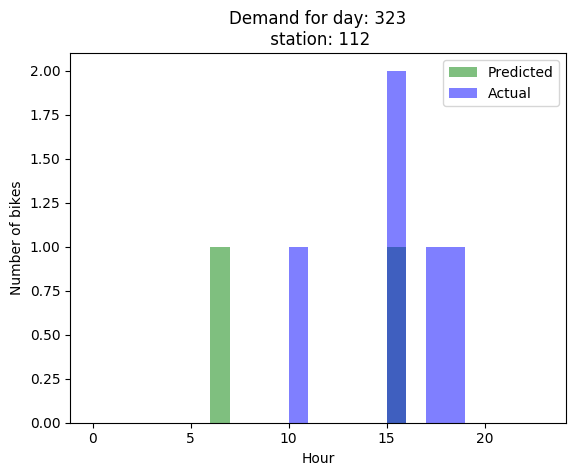 Demand for day: 323
station: 112
Predicted
Actual
Number of bikes
2.00
1.75
1.50
1.25
1.00
0.75
0.50
0.25
0.00
0 5 10 15 20
Hour